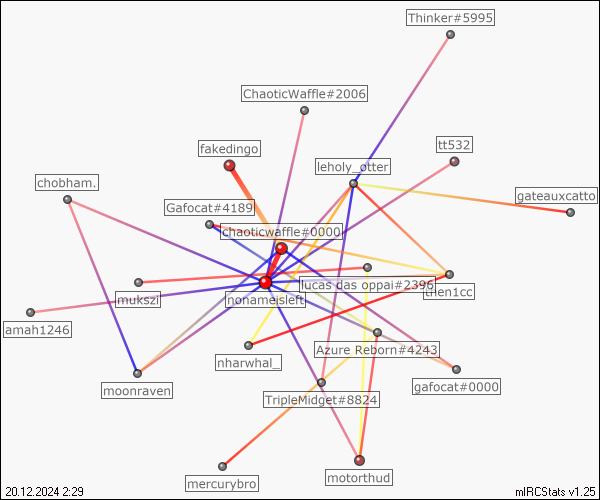 Thinker#5995
ChaoticWaffle#2006
fakedingo
tt532
leholy_otter
chobham.
gateauxcatto
Gafocat#4189
chaoticwaffle#0000
mukszi
nonameisleft
lucas das oppai#2396
then1cc
amah1246
nharwhal_
Azure Reborn#4243
moonraven
gafocat#0000
TripleMidget#8824
mercurybro
motorthud
20.12.2024 2:29
mIRCStats v1.25